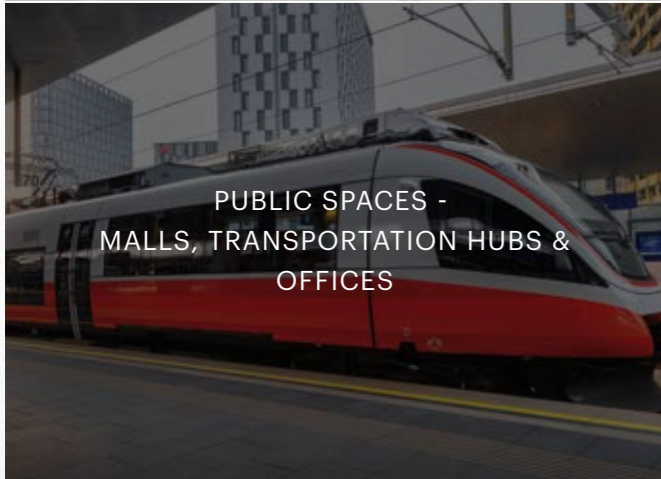 PUBLIC SPACES -
MALLS, TRANSPORTATION HUBS &
OFFICES